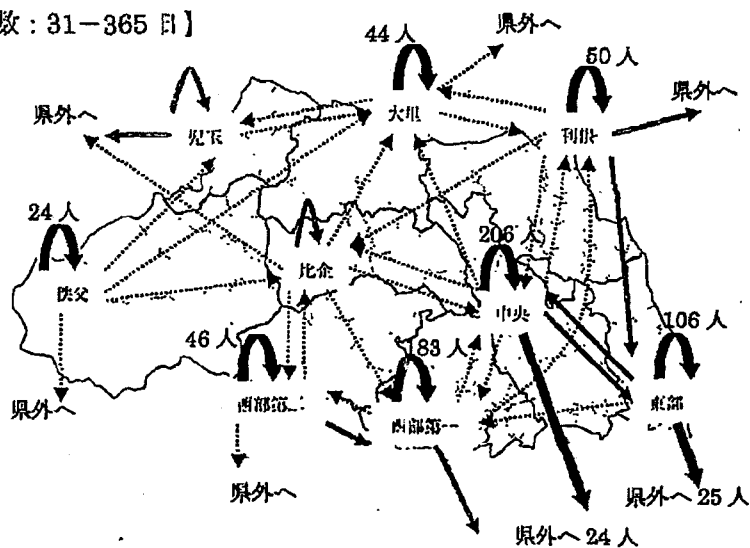 数：31－365 日】
44 人
県外へ
50 人
県外へ
県外へ
大里
利根
児玉
24 人
206 人
比企
秩父
中央
46 人
183 人
106 人
県外へ
西部第二
西部第一
東部
県外へ
県外へ 25 人
県外へ 24 人